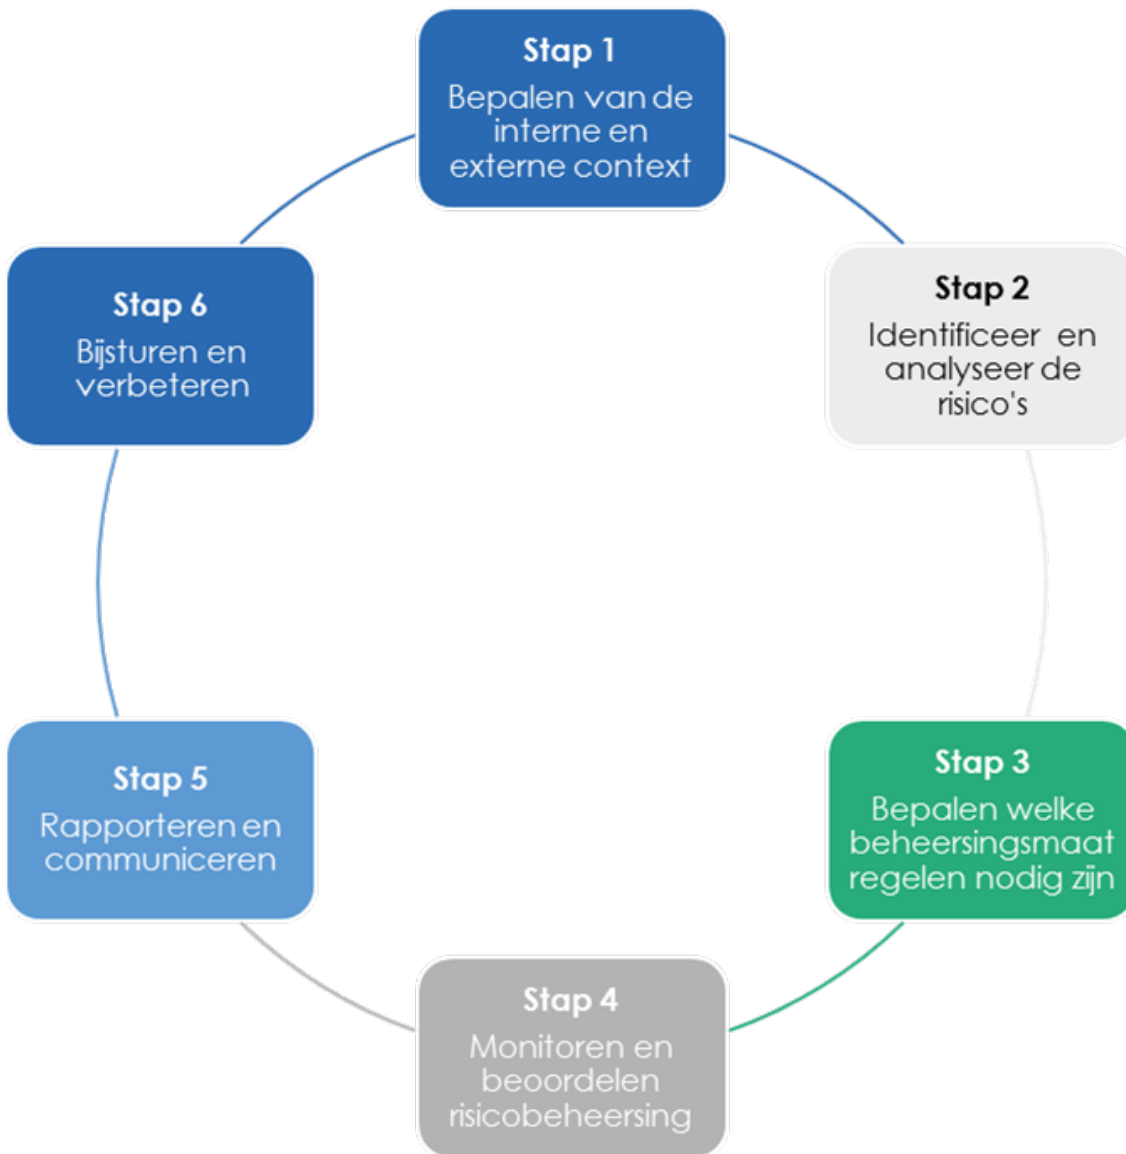 Stap 1
Bepalen van de
interne en
externe context
Stap 2
Identificeer en
analyseer de
risico's
Stap 3
Bepalen welke
beheersingsmaat
regelen nodig zijn
Stap 4
Monitoren en
beoordelen
risicobeheersing
Stap 5
Rapporteren en
communiceren
Stap 6
Bijsturen en
verbeteren